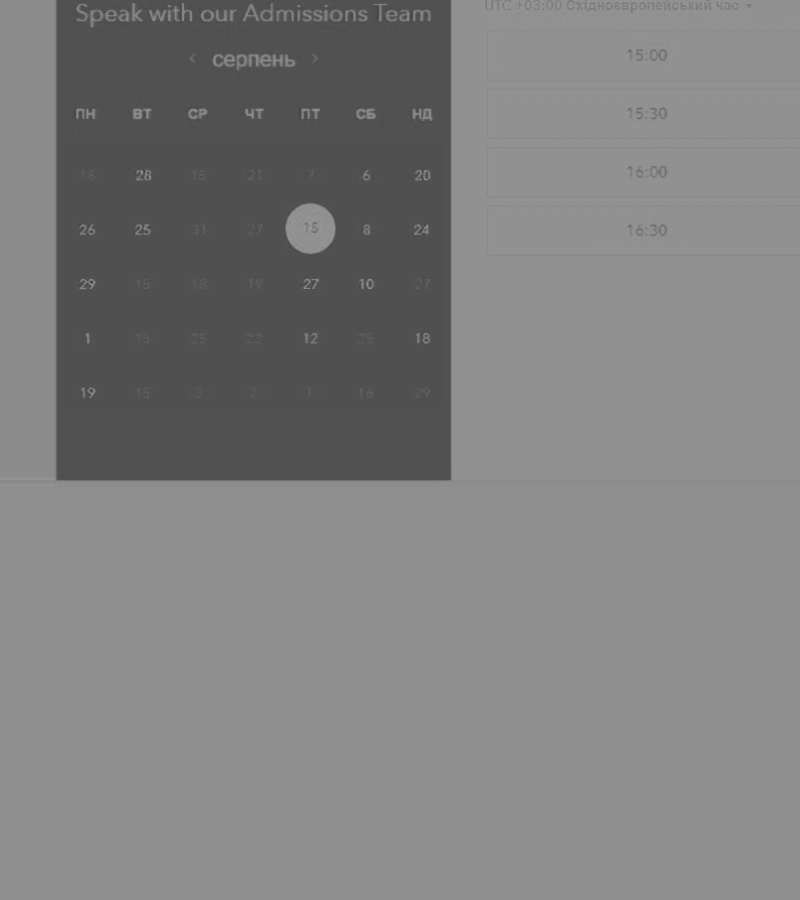 Speak with our Admissions Team
UTC +03:00 Східноєвропейський час
серпень
ПН ВТ СР ЧТ ПТ СБ НД
18 28 15 21 7 6 20
26 25 31 27 15 8 24
29 15 18 19 27 10 27
1 15 25 22 12 25 18
19 15 3 2 1 16 29
15:00
15:30
16:00
16:30